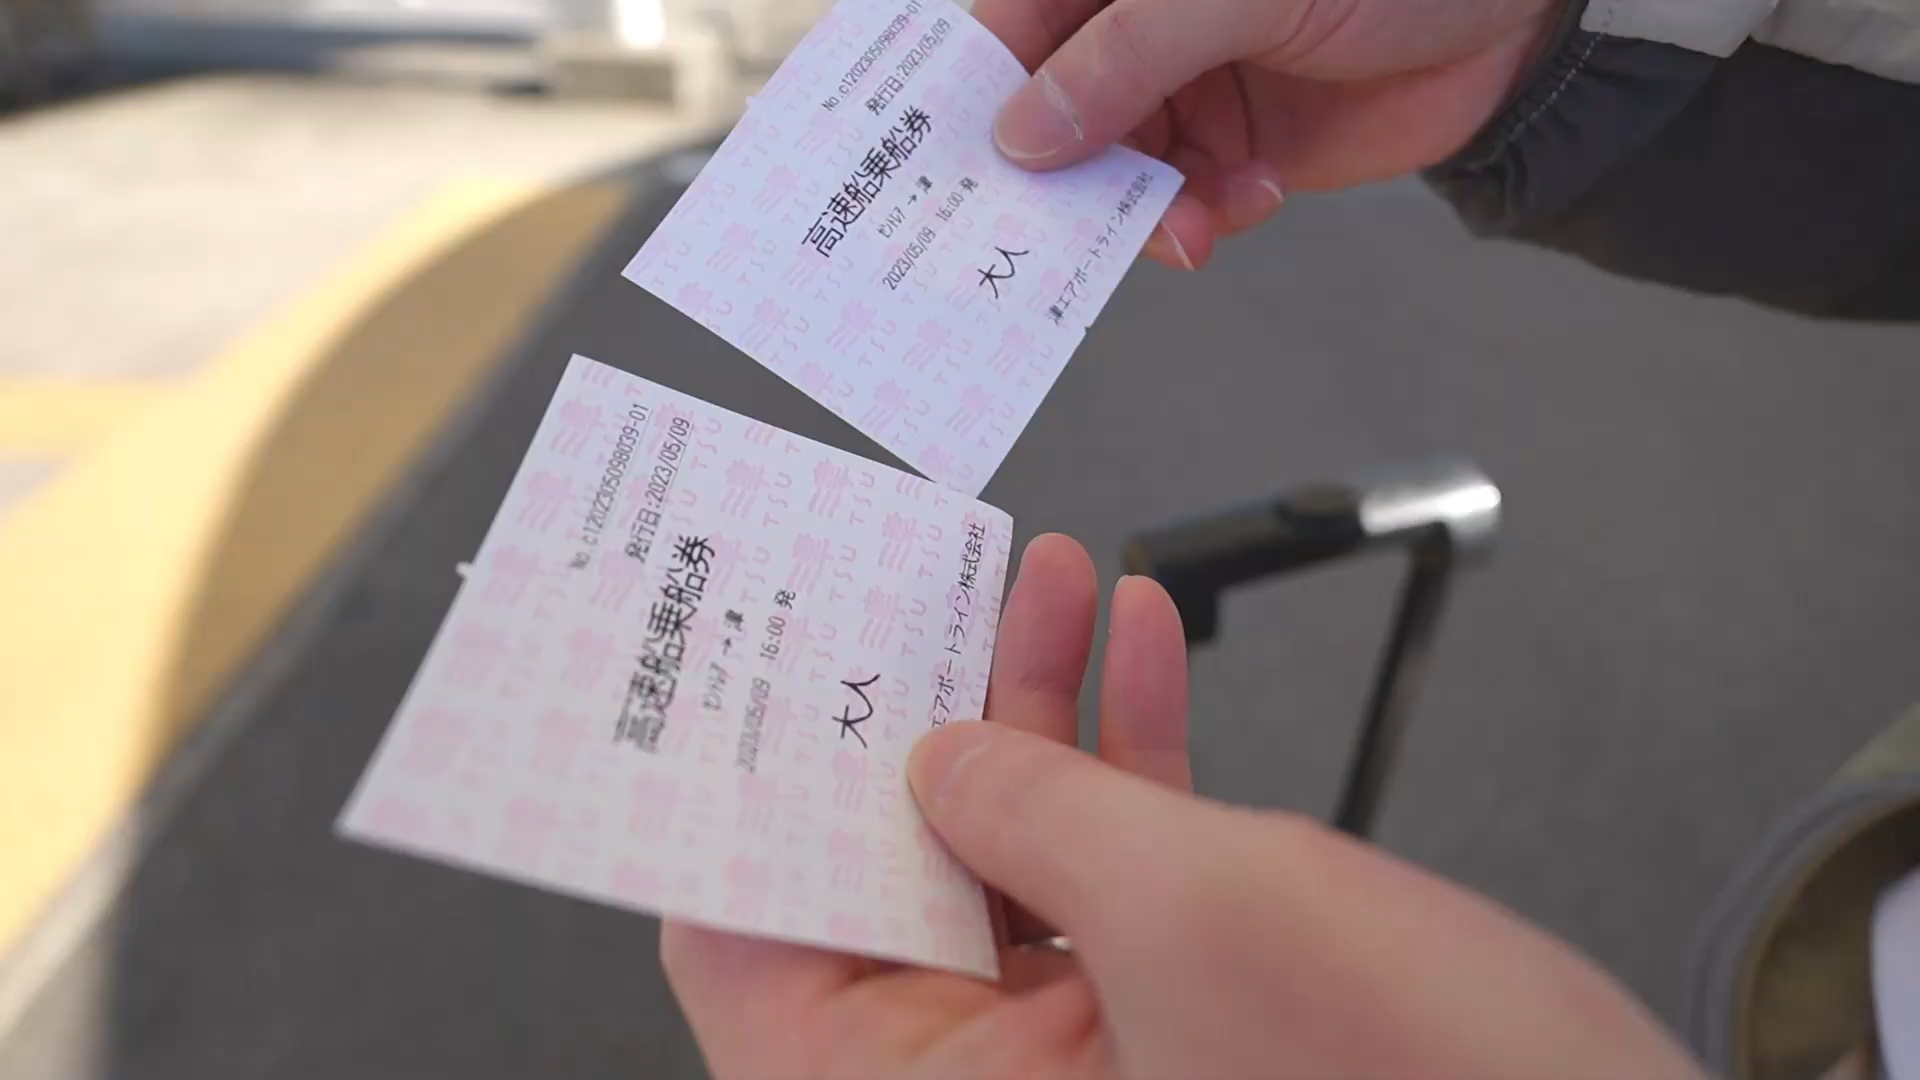 No.c1202305098039-01
発行日:2023/05/09
高速船乗船券
セントレア → 津
2023/05/09 16:00 発
大人
津エアポートライン株式会社
No.c1202305098039-01
発行日:2023/05/09
高速船乗船券
セントレア → 津
2023/05/09 16:00 発
大人
エアポートライン株式会社